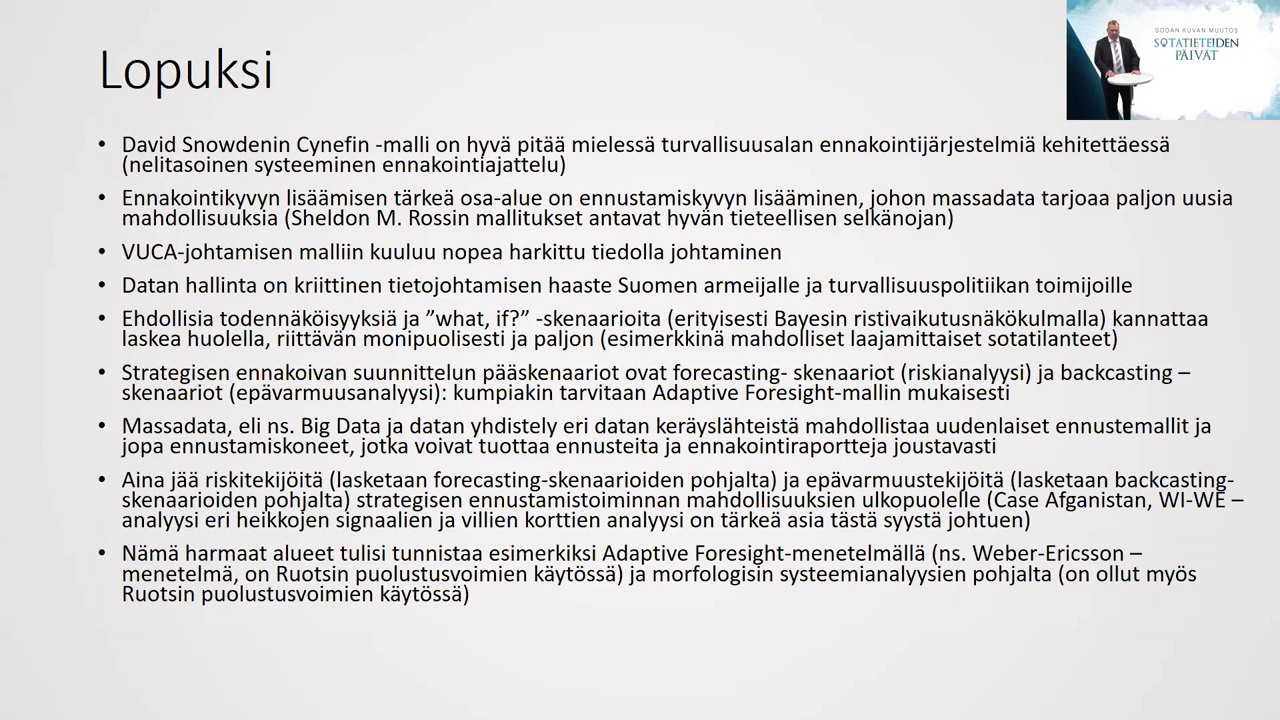 Lopuksi
SODAN KUVAN MUUTOS
SOTATIETEIDEN
PÄIVÄT
• David Snowdenin Cynefin -malli on hyvä pitää mielessä turvallisuusalan ennakointijärjestelmiä kehitettäessä
(nelitasoinen systeeminen ennakointiajattelu)
• Ennakointikyvyn lisäämisen tärkeä osa-alue on ennustamiskyvyn lisääminen, johon massadata tarjoaa paljon uusia
mahdollisuuksia (Sheldon M. Rossin mallitukset antavat hyvän tieteellisen selkänojan)
• VUCA-johtamisen malliin kuuluu nopea harkittu tiedolla johtaminen
• Datan hallinta on kriittinen tietojohtamisen haaste Suomen armeijalle ja turvallisuuspolitiikan toimijoille
• Ehdollisia todennäköisyyksiä ja ”what, if?” -skenaarioita (erityisesti Bayesin ristivaikutusnäkökulmalla) kannattaa
laskea huolella, riittävän monipuolisesti ja paljon (esimerkkinä mahdolliset laajamittaiset sotatilanteet)
• Strategisen ennakoivan suunnittelun pääskenaariot ovat forecasting- skenaariot (riskianalyysi) ja backcasting –
skenaariot (epävarmuusanalyysi): kumpiakin tarvitaan Adaptive Foresight-mallin mukaisesti
• Massadata, eli ns. Big Data ja datan yhdistely eri datan keräyslähteistä mahdollistaa uudenlaiset ennustemallit ja
jopa ennustamiskoneet, jotka voivat tuottaa ennusteita ja ennakointiraportteja joustavasti
• Aina jää riskitekijöitä (lasketaan forecasting-skenaarioiden pohjalta) ja epävarmuustekijöitä (lasketaan backcasting-
skenaarioiden pohjalta) strategisen ennustamistoiminnan mahdollisuuksien ulkopuolelle (Case Afganistan, WI-WE –
analyysi eri heikkojen signaalien ja villien korttien analyysi on tärkeä asia tästä syystä johtuen)
• Nämä harmaat alueet tulisi tunnistaa esimerkiksi Adaptive Foresight-menetelmällä (ns. Weber-Ericsson –
menetelmä, on Ruotsin puolustusvoimien käytössä) ja morfologisin systeemianalyysien pohjalta (on ollut myös
Ruotsin puolustusvoimien käytössä)